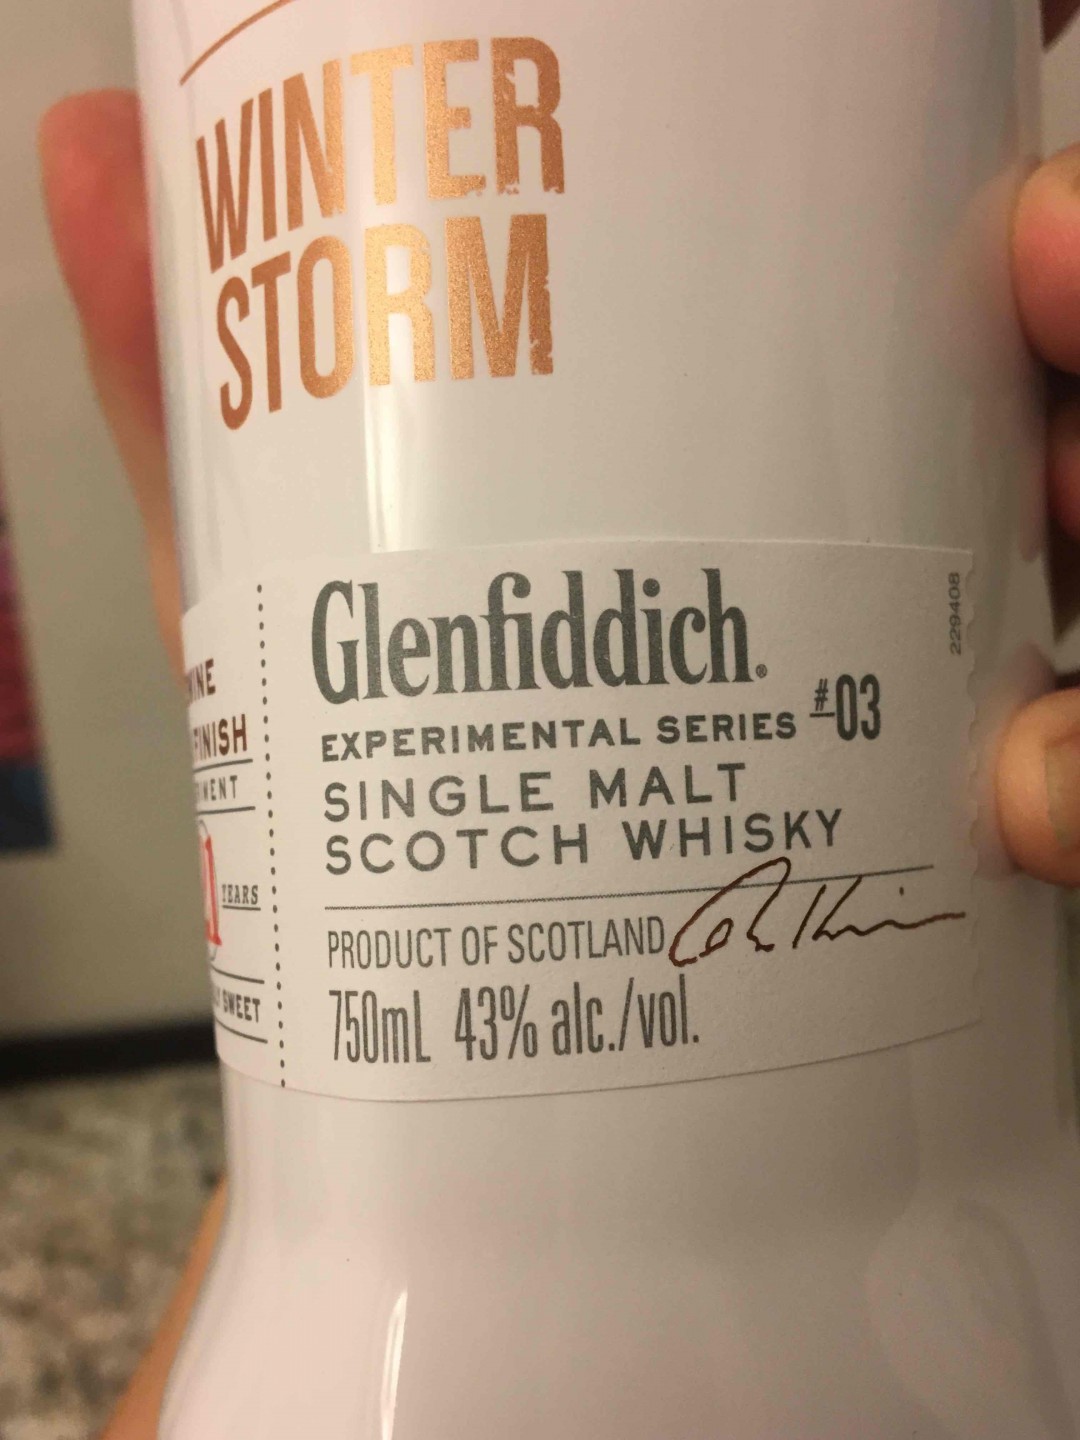 WINTER
STORM
FINISH
YEARS
SWEET
Glenfiddich.
EXPERIMENTAL SERIES #03
SINGLE MALT
SCOTCH WHISKY
PRODUCT OF SCOTLAND
750mL 43% alc./vol.
229408